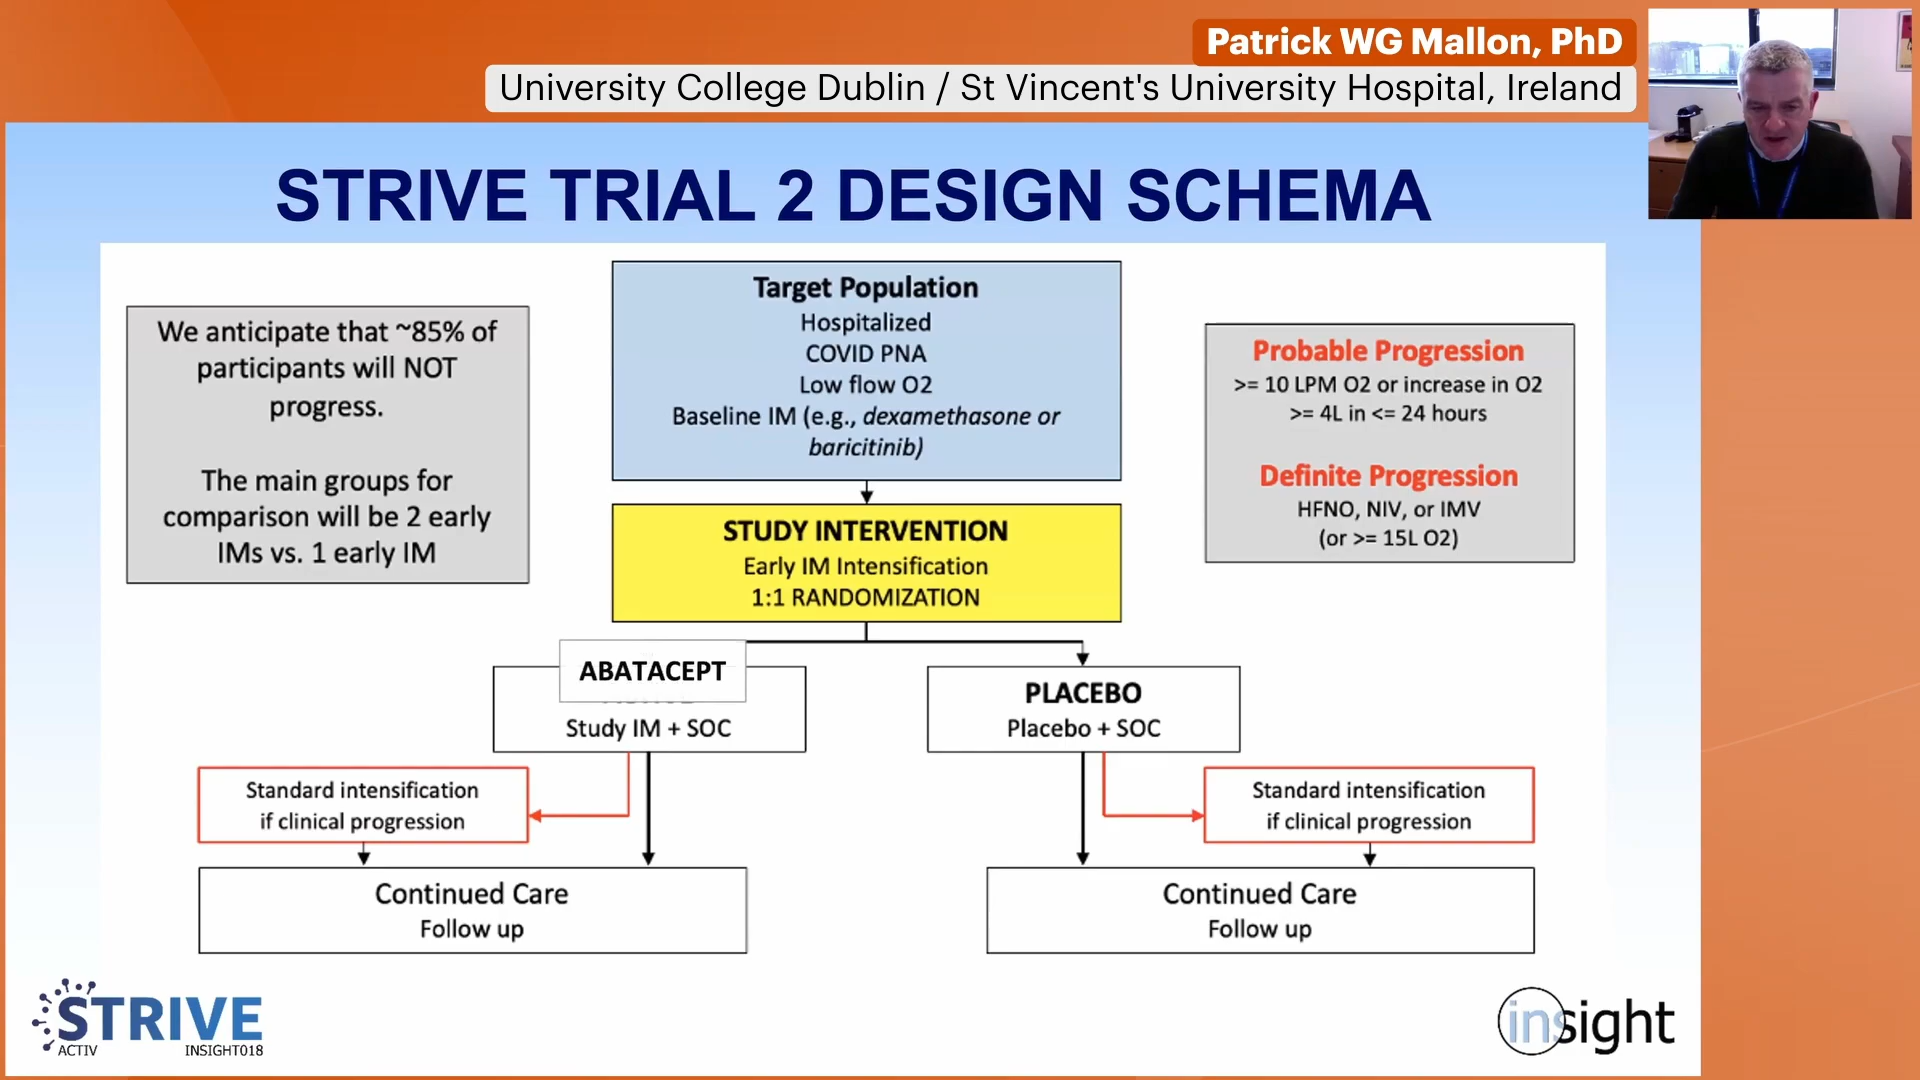 Patrick WG Mallon, PhD
University College Dublin / St Vincent's University Hospital, Ireland
STRIVE TRIAL 2 DESIGN SCHEMA
We anticipate that ~85% of
participants will NOT
progress.
The main groups for
comparison will be 2 early
IMs vs. 1 early IM
Target Population
Hospitalized
COVID PNA
Low flow O2
Baseline IM (e.g., dexamethasone or
baricitinib)
Probable Progression
>= 10 LPM O2 or increase in O2
>= 4L in <= 24 hours
Definite Progression
HFNO, NIV, or IMV
(or >= 15L O2)
STUDY INTERVENTION
Early IM Intensification
1:1 RANDOMIZATION
ABATACEPT
Study IM + SOC
PLACEBO
Placebo + SOC
Standard intensification
if clinical progression
Standard intensification
if clinical progression
Continued Care
Follow up
Continued Care
Follow up
STRIVE
ACTIV INSIGHT018
insight